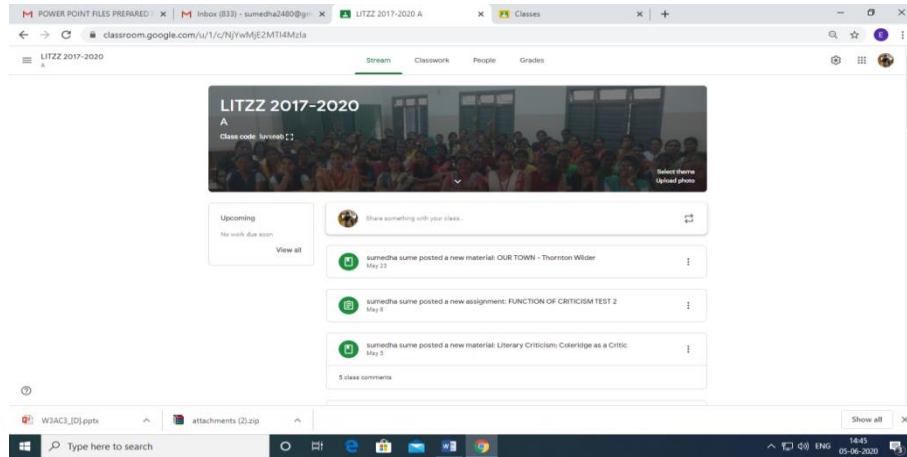 POWER POINT FILES PREPARED
Inbox (833) - sumedha2480@gm
LITZZ 2017-2020 A
Classes
classroom.google.com/u/1/c/NjYwMjE2MTI4Mzla
E
LITZZ 2017-2020
A
Stream
Classwork
People
Grades
LITZZ 2017-2020
A
Class code
Select theme
Upload photo
Upcoming
No work due soon
View all
Share something with your class...
sumedha sume posted a new material: OUR TOWN - Thornton Wilder
May 23
sumedha sume posted a new assignment: FUNCTION OF CRITICISM TEST 2
May 8
sumedha sume posted a new material: Literary Criticism: Coleridge as a Critic
May 5
5 class comments
W3AC3_[D].pptx
attachments (2).zip
Show all
Type here to search
ENG
14:45
05-06-2020